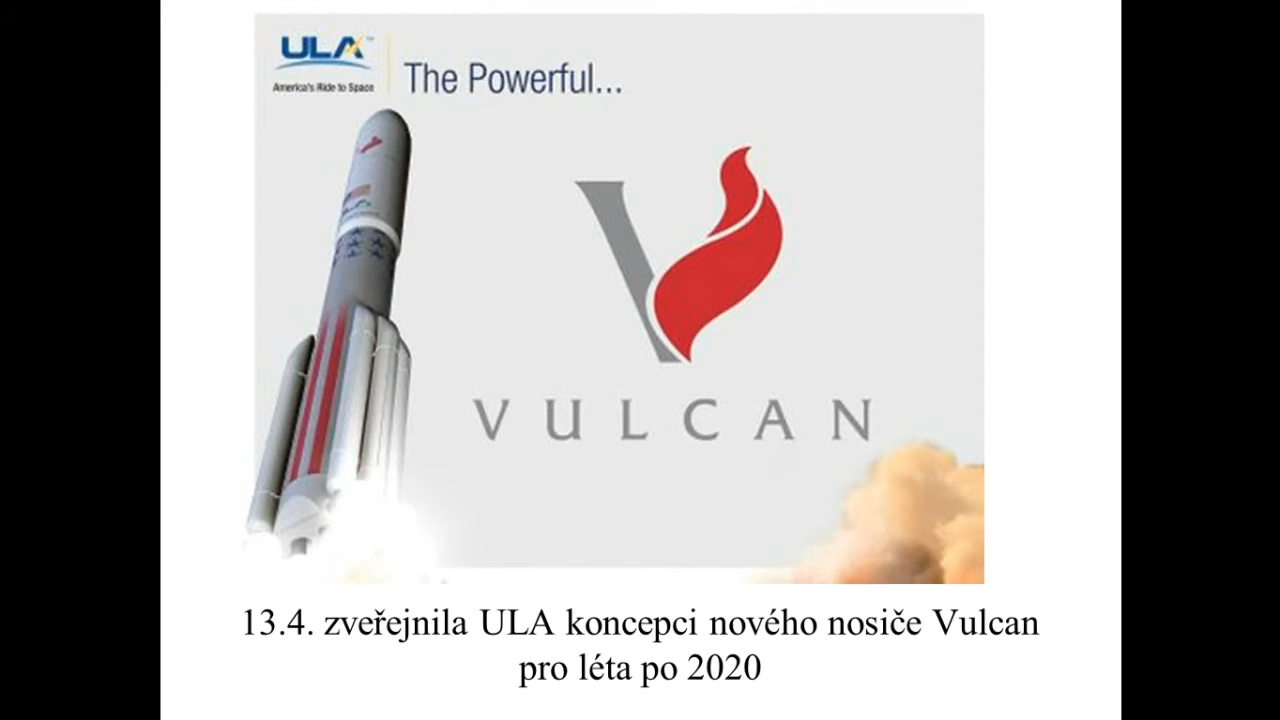 ULA™
The Powerful...
America's Ride to Space
VULCAN
13.4. zveřejnila ULA koncepci nového nosiče Vulcan
pro léta po 2020